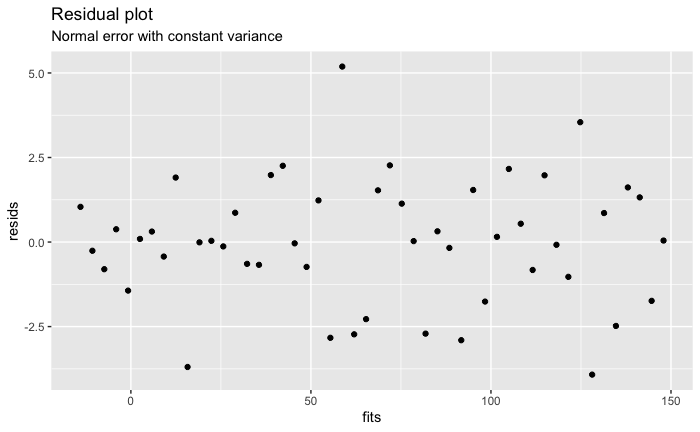 Residual plot
Normal error with constant variance
resids
5.0
2.5
0.0
-2.5
0 50 100 150
fits